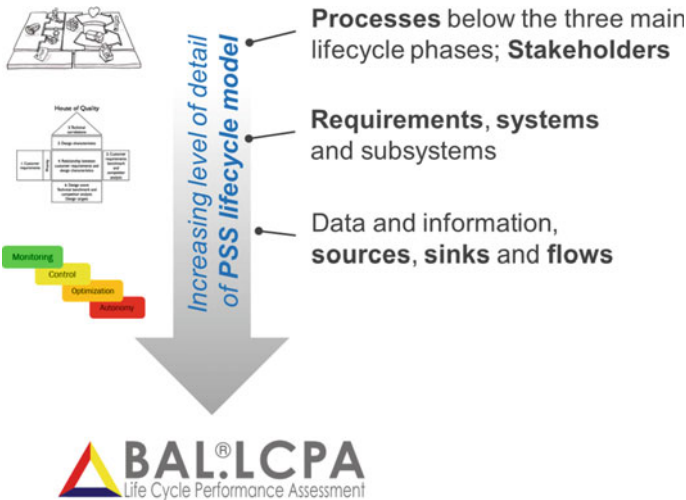 Processes below the three main
lifecycle phases; Stakeholders
Increasing level of detail
of PSS lifecycle model
House of Quality
Requirements, systems
and subsystems
Data and information,
sources, sinks and flows
Monitoring
Control
Optimization
Autonomy
BAL.®LCPA
Life Cycle Performance Assessment